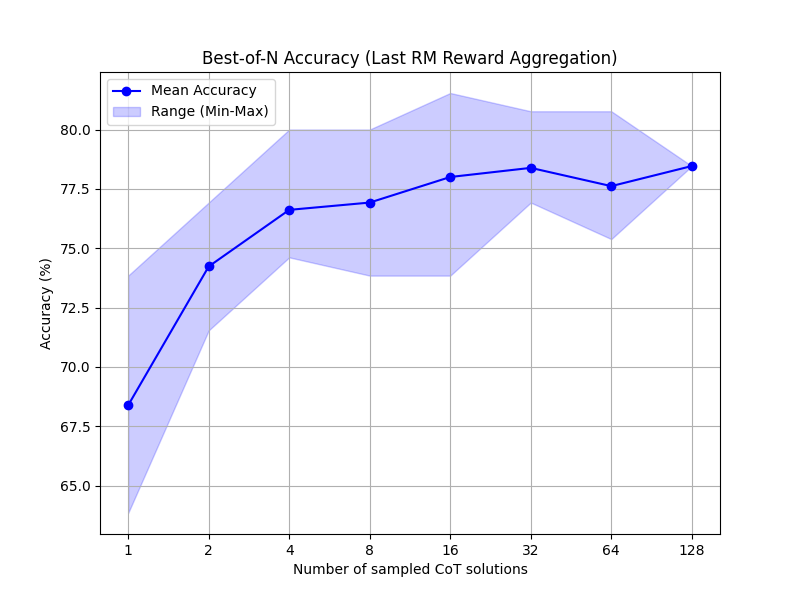 Best-of-N Accuracy (Last RM Reward Aggregation)
Mean Accuracy
Range (Min-Max)
Accuracy (%)
80.0
77.5
75.0
72.5
70.0
67.5
65.0
1 2 4 8 16 32 64 128
Number of sampled CoT solutions